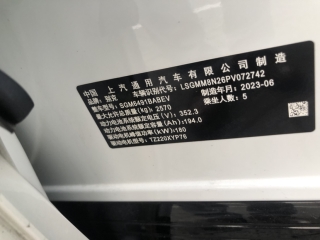 中国 上汽通用汽车有限公司制造
品牌: 别克 车辆识别代号: LSGMM8N26PV072742
整车型号: SGM6491BABEV 制造年月: 2023-06
最大允许总质量(kg): 2570 乘坐人数: 5
动力电池系统额定电压(V): 352.3
动力电池系统额定容量(Ah): 194.0
驱动电机峰值功率(kW): 180
驱动电机型号: TZ220XYP76